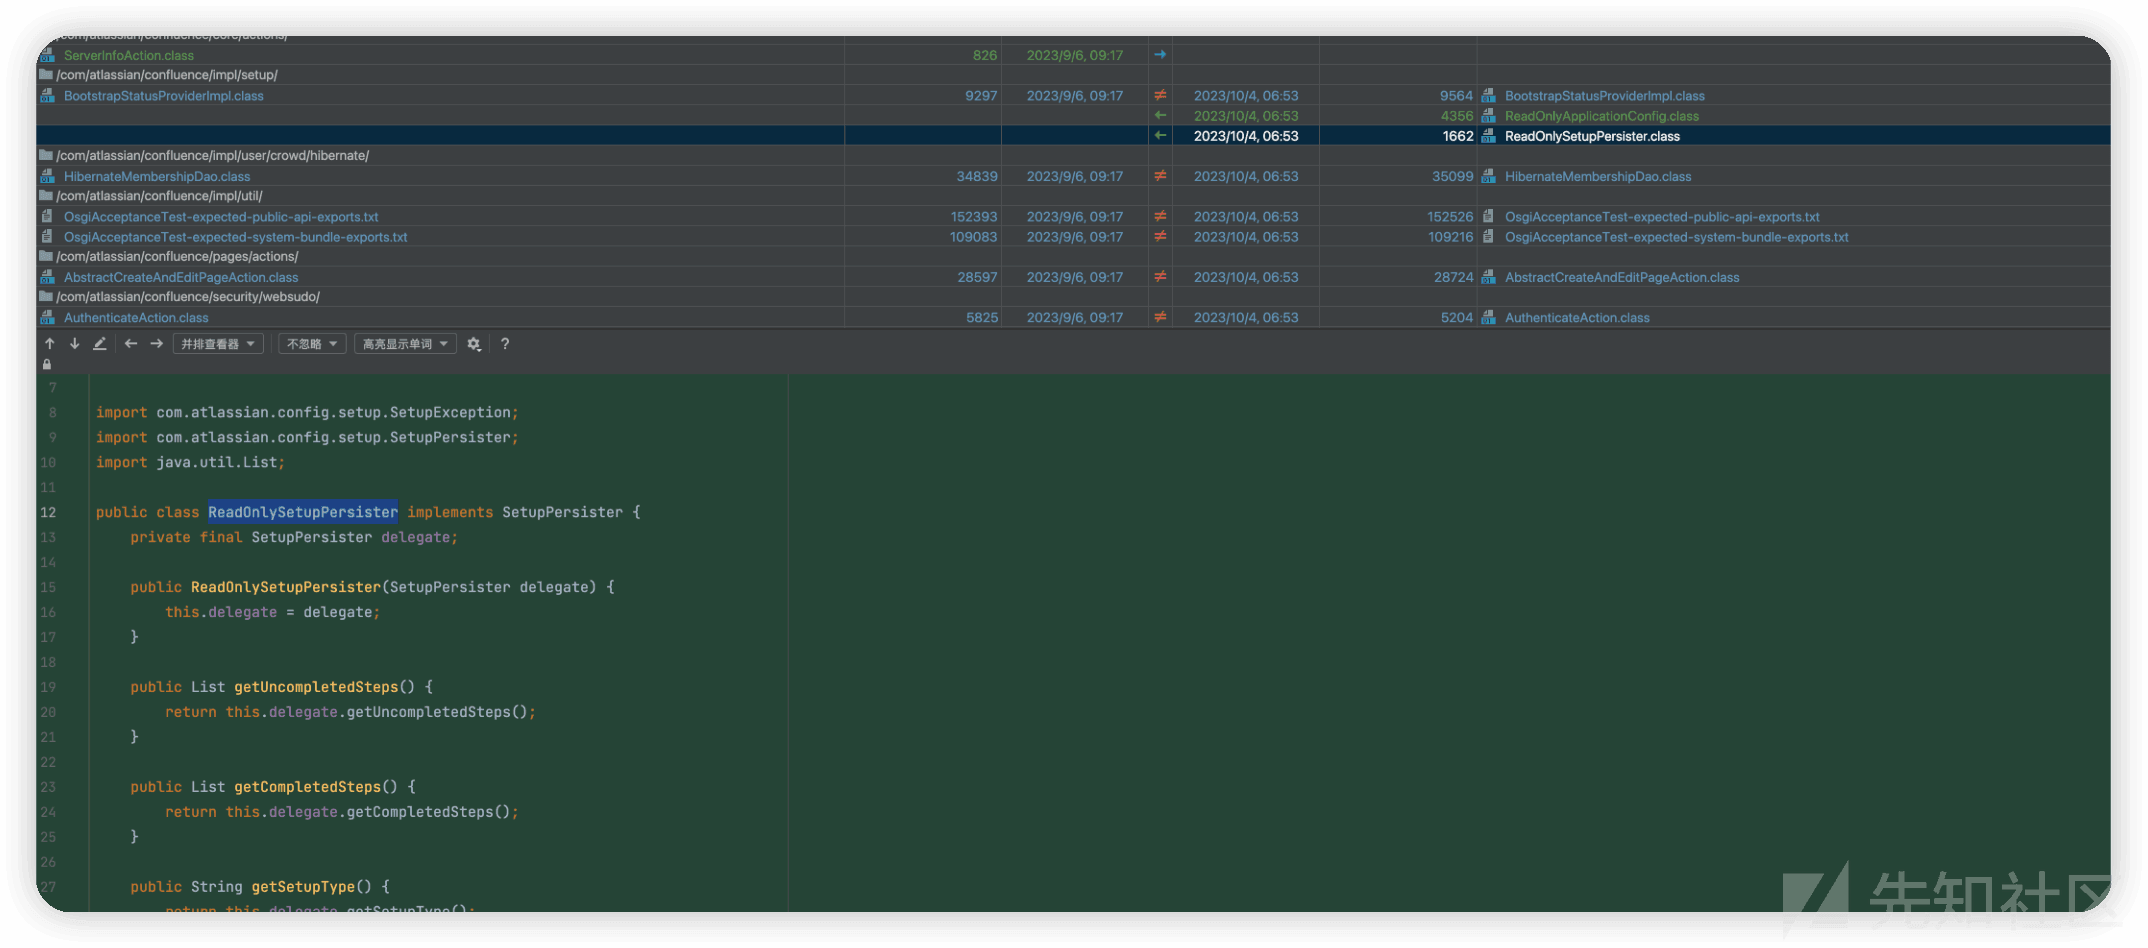 /com/atlassian/confluence/core/actions/
ServerInfoAction.class 826 2023/9/6, 09:17 →
/com/atlassian/confluence/impl/setup/
BootstrapStatusProviderImpl.class 9297 2023/9/6, 09:17 ≠ 2023/10/4, 06:53 9564 BootstrapStatusProviderImpl.class
← 2023/10/4, 06:53 4356 ReadOnlyApplicationConfig.class
← 2023/10/4, 06:53 1662 ReadOnlySetupPersister.class
/com/atlassian/confluence/impl/user/crowd/hibernate/
HibernateMembershipDao.class 34839 2023/9/6, 09:17 ≠ 2023/10/4, 06:53 35099 HibernateMembershipDao.class
/com/atlassian/confluence/impl/util/
OsgiAcceptanceTest-expected-public-api-exports.txt 152393 2023/9/6, 09:17 ≠ 2023/10/4, 06:53 152526 OsgiAcceptanceTest-expected-public-api-exports.txt
OsgiAcceptanceTest-expected-system-bundle-exports.txt 109083 2023/9/6, 09:17 ≠ 2023/10/4, 06:53 109216 OsgiAcceptanceTest-expected-system-bundle-exports.txt
/com/atlassian/confluence/pages/actions/
AbstractCreateAndEditPageAction.class 28597 2023/9/6, 09:17 ≠ 2023/10/4, 06:53 28724 AbstractCreateAndEditPageAction.class
/com/atlassian/confluence/security/websudo/
AuthenticateAction.class 5825 2023/9/6, 09:17 ≠ 2023/10/4, 06:53 5204 AuthenticateAction.class
并排查看器 不忽略 高亮显示单词 ?
7
8 import com.atlassian.config.setup.SetupException;
9 import com.atlassian.config.setup.SetupPersister;
10 import java.util.List;
11
12 public class ReadOnlySetupPersister implements SetupPersister {
13 private final SetupPersister delegate;
14
15 public ReadOnlySetupPersister(SetupPersister delegate) {
16 this.delegate = delegate;
17 }
18
19 public List getUncompletedSteps() {
20 return this.delegate.getUncompletedSteps();
21 }
22
23 public List getCompletedSteps() {
24 return this.delegate.getCompletedSteps();
25 }
26
27 public String getSetupType() {
return this.delegate.getSetupType();
先知社区